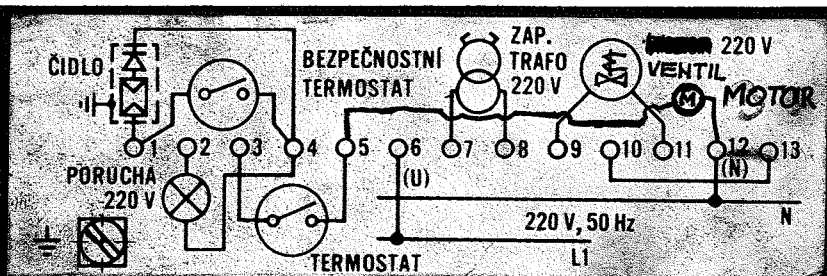 ČIDLO
BEZPEČNOSTNÍ
TERMOSTAT
ZAP.
TRAFO
220 V
220 V
VENTIL
M
MOTOR
1 2 3 4 5 6 7 8 9 10 11 12 13
(U)
(N)
PORUCHA
220 V
N
220 V, 50 Hz
L1
TERMOSTAT